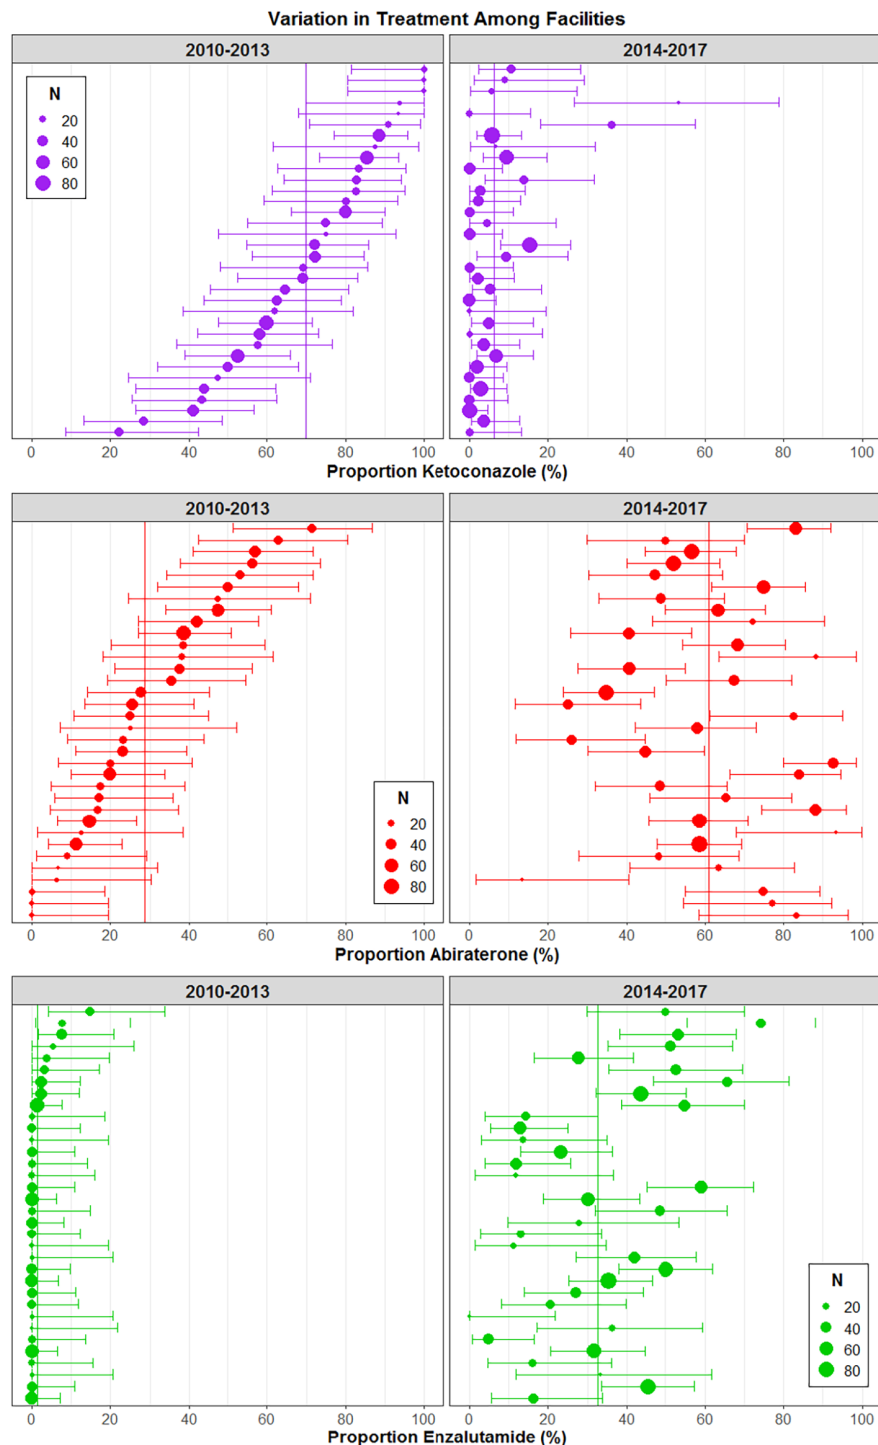 Variation in Treatment Among Facilities
2010-2013
2014-2017
N
20
40
60
80
0 20 40 60 80 100
0 20 40 60 80 100
Proportion Ketoconazole (%)
2010-2013
2014-2017
N
20
40
60
80
0 20 40 60 80 100
0 20 40 60 80 100
Proportion Abiraterone (%)
2010-2013
2014-2017
N
20
40
60
80
0 20 40 60 80 100
0 20 40 60 80 100
Proportion Enzalutamide (%)